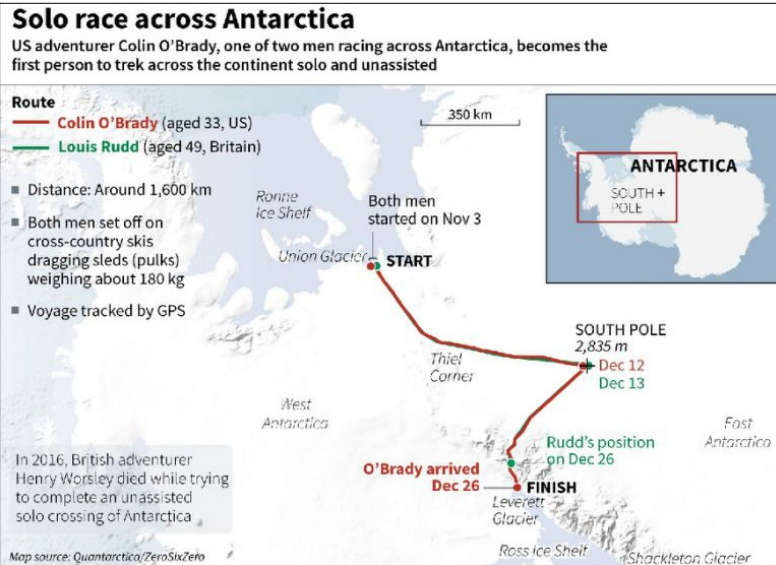 Solo race across Antarctica
US adventurer Colin O'Brady, one of two men racing across Antarctica, becomes the
first person to trek across the continent solo and unassisted
Route
Colin O'Brady (aged 33, US)
Louis Rudd (aged 49, Britain)
■ Distance: Around 1,600 km
■ Both men set off on
cross-country skis
dragging sleds (pulks)
weighing about 180 kg
■ Voyage tracked by GPS
350 km
ANTARCTICA
SOUTH +
POLE
Ronne
Ice Shelf
Both men
started on Nov 3
Union Glacier
START
SOUTH POLE
2,835 m
Dec 12
Dec 13
Thiel
Corner
West
Antarctica
East
Antarctica
Rudd's position
on Dec 26
O'Brady arrived
Dec 26
FINISH
Leverett
Glacier
Ross Ice Shelf
Shackleton Glacier
In 2016, British adventurer
Henry Worsley died while trying
to complete an unassisted
solo crossing of Antarctica
Map source: Quantarctica/ZeroSixZero